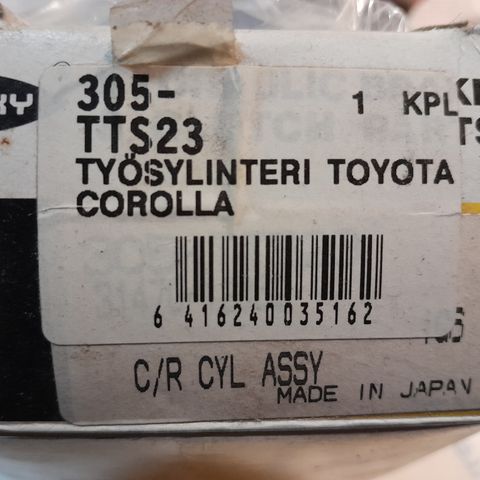 305-
TTS23
1 KPL
TYÖSYLINTERI TOYOTA
COROLLA
6 416240 035162
C/R CYL ASSY
MADE IN JAPAN